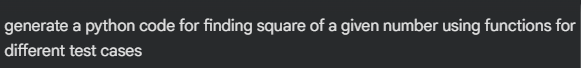 generate a python code for finding square of a given number using functions for
different test cases